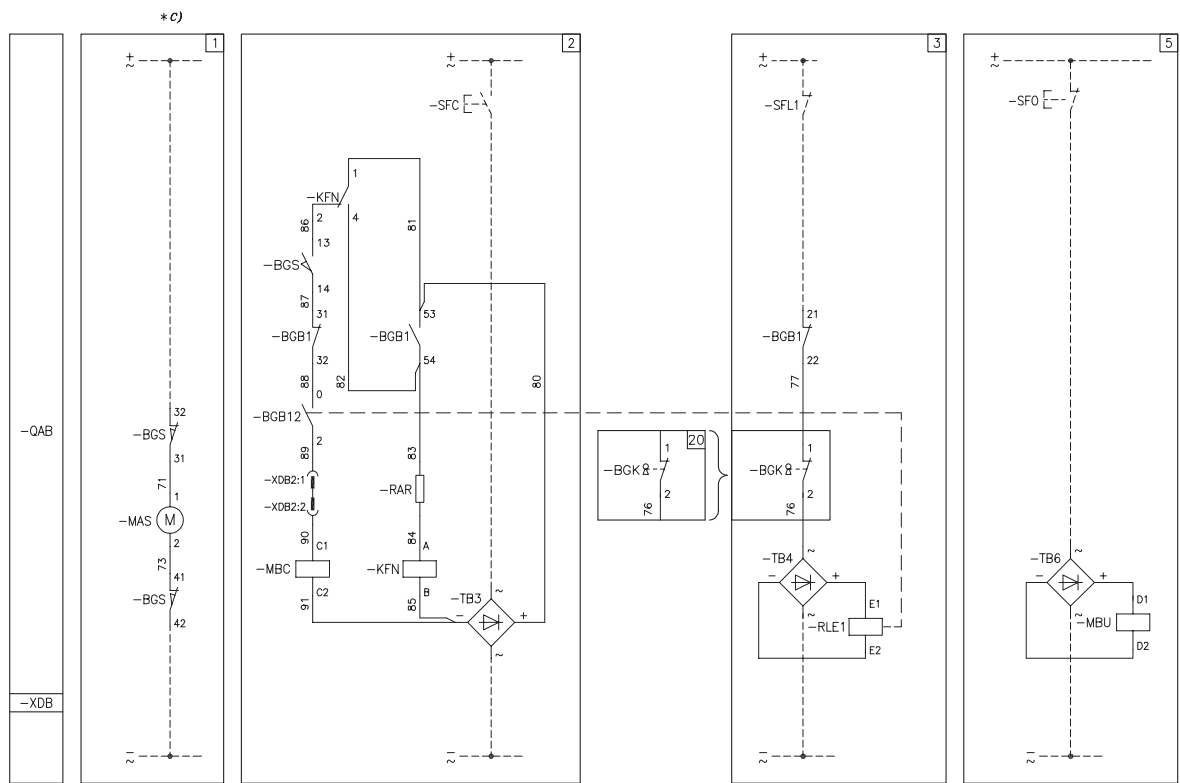 *c)
1
2
3
5
+
~
+
~
+
~
+
~
-SFC
-SFL1
-SFO
1
-KFN
2
4
86
81
13
-BGS
14
87
31
53
21
-BGB1
-BGB1
-BGB1
32
54
22
88
82
80
77
0
-QAB
32
-BGS
31
-BGB12
2
20
1
1
-BGK
-BGK
89
83
2
2
71
-XDB2:1
-RAR
76
76
1
-XDB2:2
-MAS
M
2
90
84
C1
A
73
-MBC
-KFN
-TB4
~
-TB6
~
41
C2
B
-
+
-
+
-BGS
91
85
-TB3
~
~
E1
~
D1
42
-
+
-RLE1
-MBU
~
E2
D2
-XDB
-
~
-
~
-
~
-
~